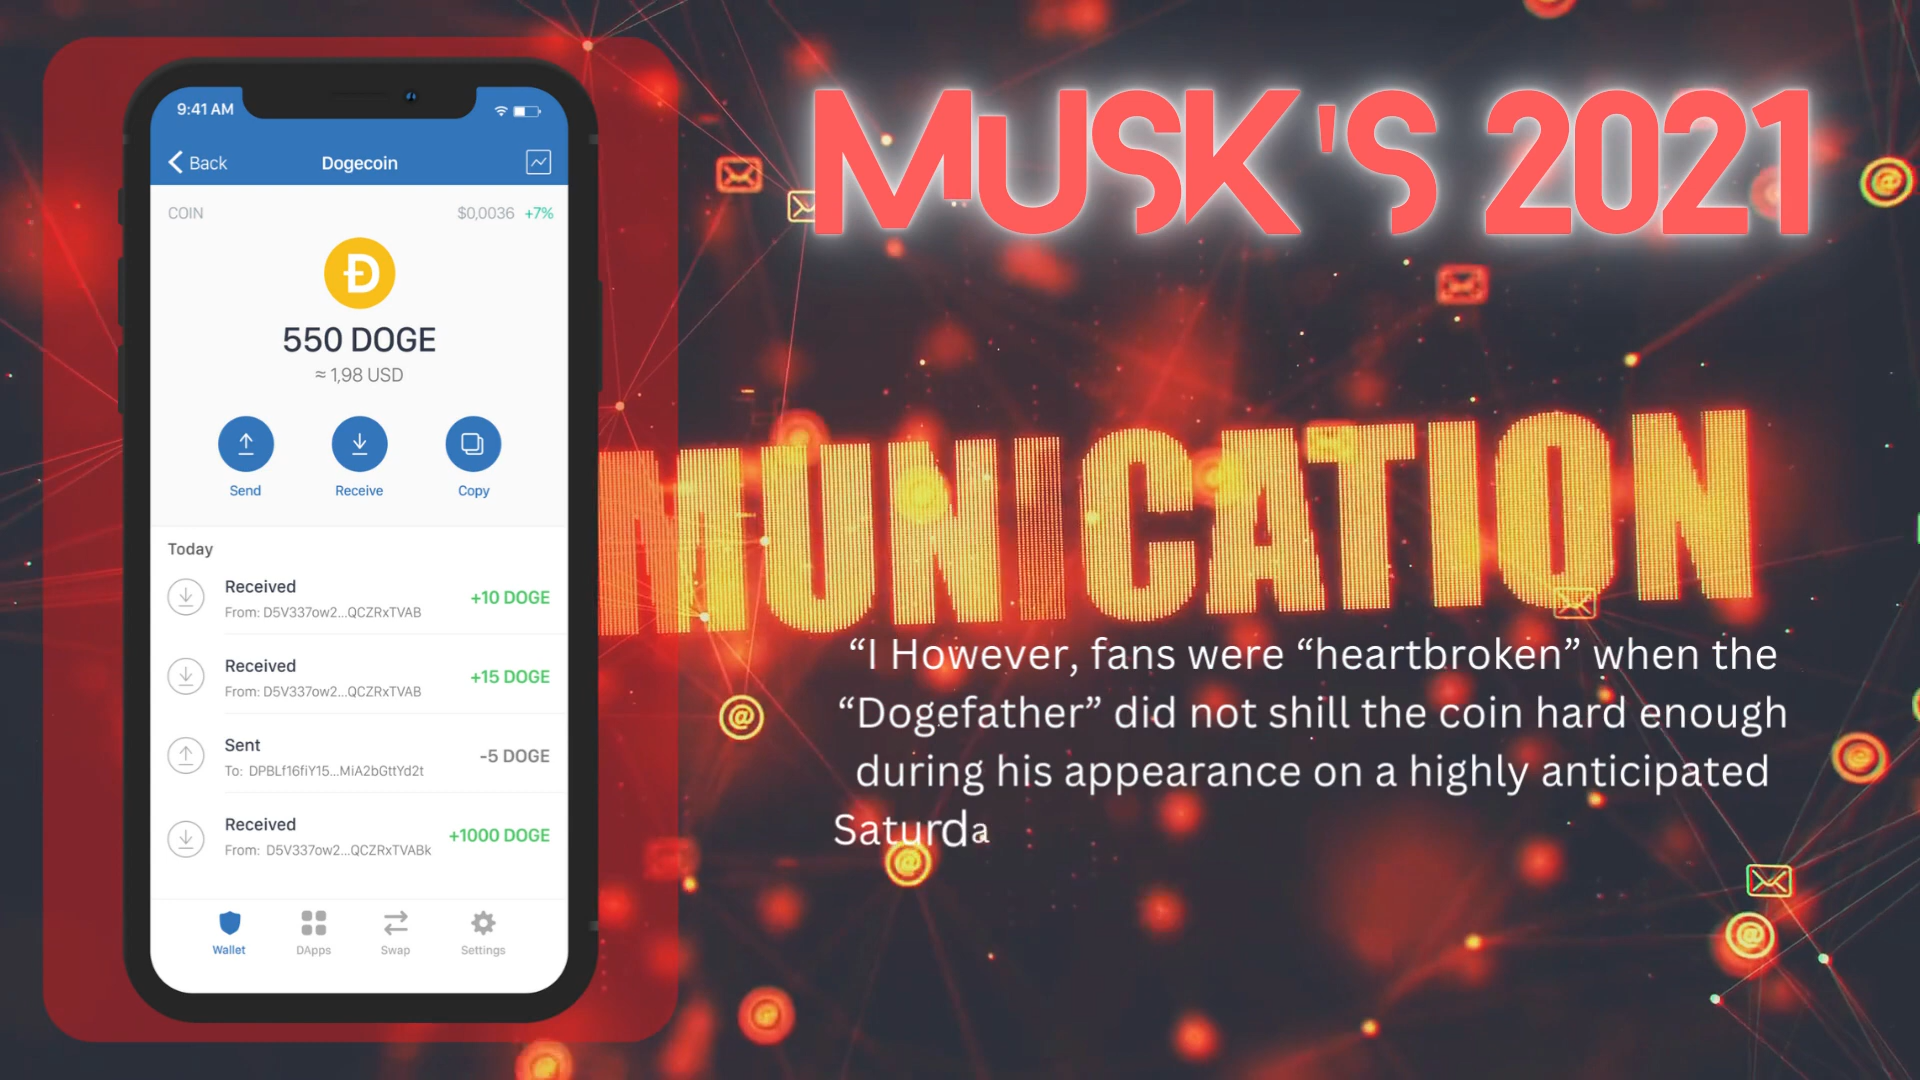 9:41 AM
Back
Dogecoin
COIN
$0,0036 +7%
550 DOGE
≈ 1,98 USD
Send
Receive
Copy
Today
Received
+10 DOGE
From: D5V337ow2...QCZRxTVAB
Received
+15 DOGE
From: D5V337ow2...QCZRxTVAB
Sent
-5 DOGE
To: DPBLf16fiY15...MiA2bGttYd2t
Received
+1000 DOGE
From: D5V337ow2...QCZRxTVABk
Wallet
DApps
Swap
Settings
MUSK'S 2021
MUNICATION
“I However, fans were “heartbroken” when the
“Dogefather” did not shill the coin hard enough
during his appearance on a highly anticipated
Saturda